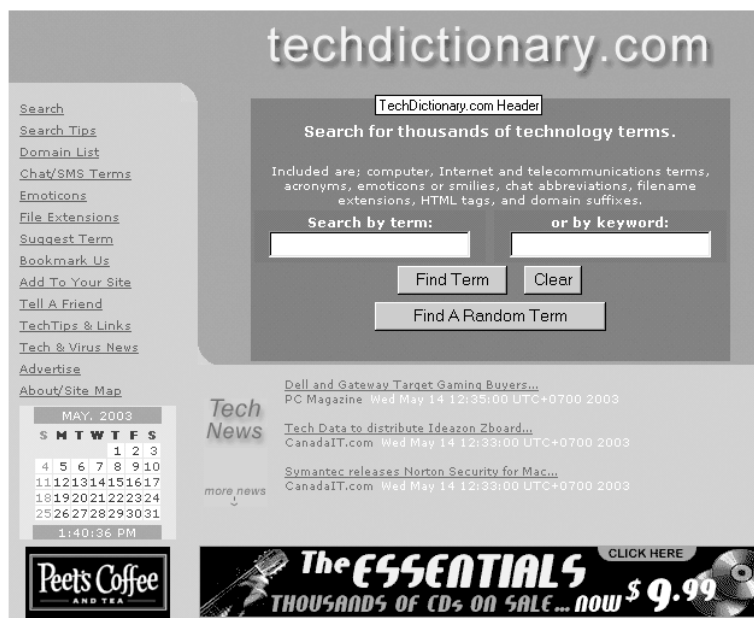 techdictionary.com
TechDictionary.com Header
Search
Search Tips
Domain List
Chat/SMS Terms
Emoticons
File Extensions
Suggest Term
Bookmark Us
Add To Your Site
Tell A Friend
TechTips & Links
Tech & Virus News
Advertise
About/Site Map
Search for thousands of technology terms.
Included are; computer, Internet and telecommunications terms,
acronyms, emoticons or smilies, chat abbreviations, filename
extensions, HTML tags, and domain suffixes.
Search by term: or by keyword:
Find Term Clear
Find A Random Term
MAY. 2003
S M T W T F S
1 2 3
4 5 6 7 8 9 10
11 12 13 14 15 16 17
18 19 20 21 22 23 24
25 26 27 28 29 30 31
1:40:36 PM
Tech
News
more news
Dell and Gateway Target Gaming Buyers...
PC Magazine Wed May 14 12:35:00 UTC+0700 2003
Tech Data to distribute Ideazon Zboard...
CanadaIT.com Wed May 14 12:33:00 UTC+0700 2003
Symantec releases Norton Security for Mac...
CanadaIT.com Wed May 14 12:33:00 UTC+0700 2003
Peet's Coffee
AND TEA
The ESSENTIALS
CLICK HERE
THOUSANDS OF CDs ON SALE... NOW $9.99